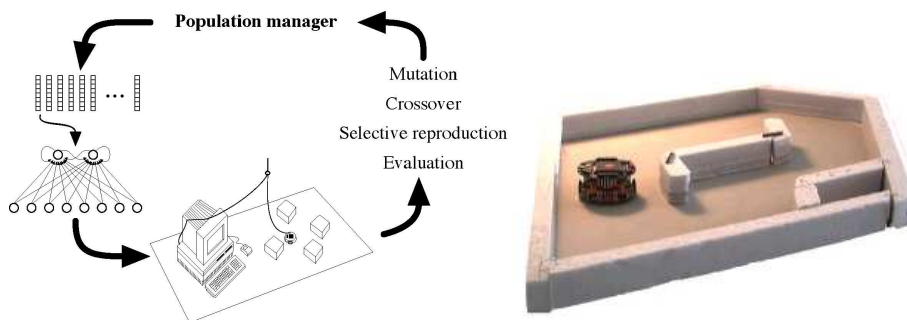 Population manager
Mutation
Crossover
Selective reproduction
Evaluation